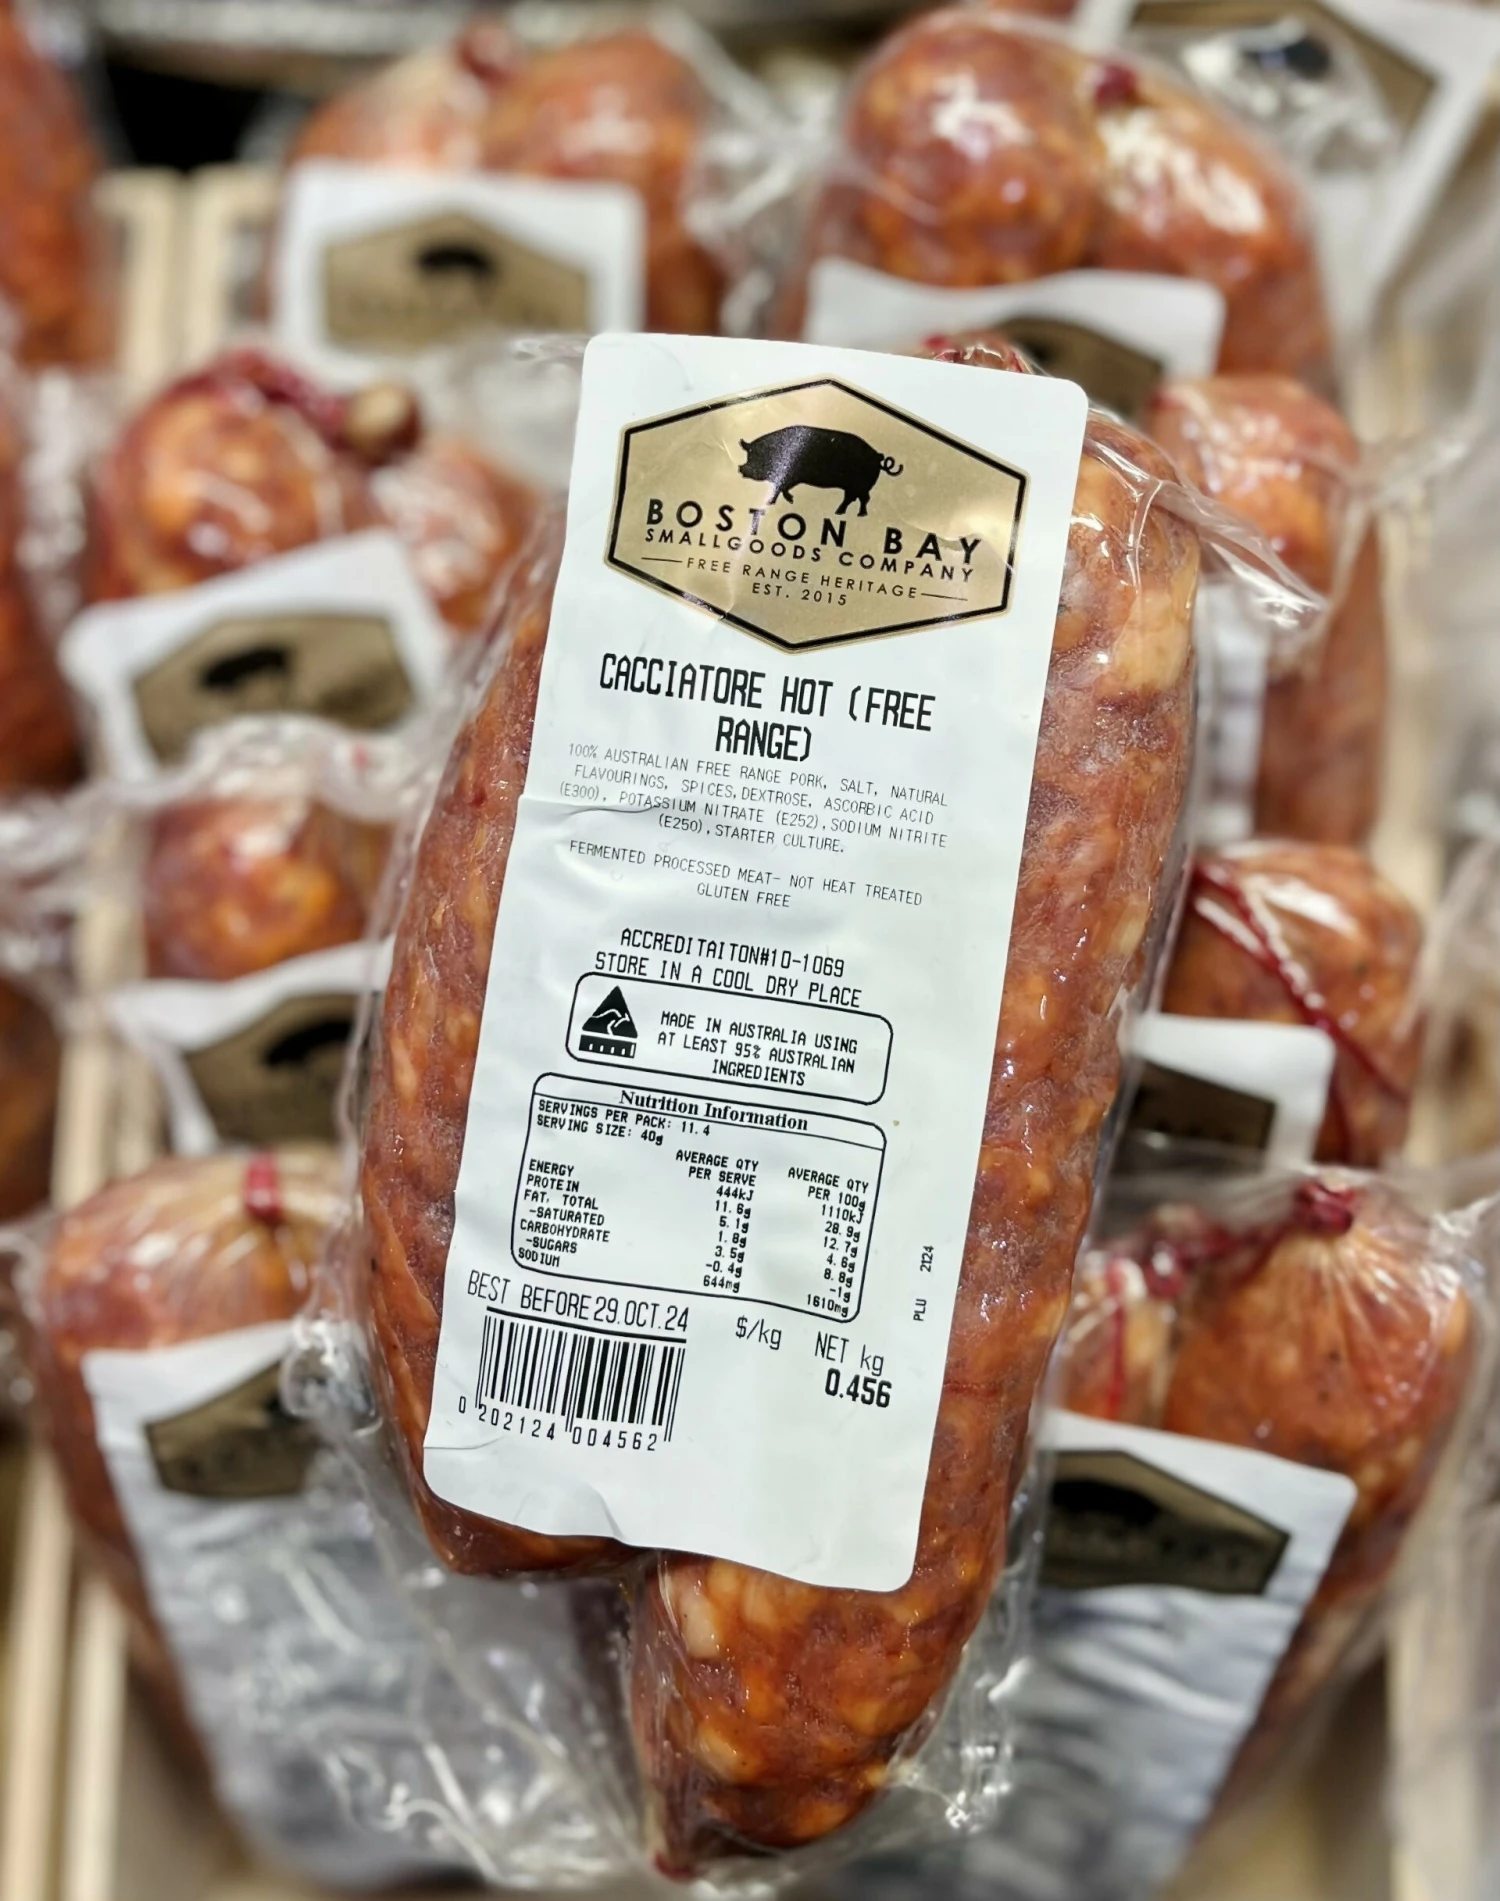 BOSTON BAY
SMALLGOODS COMPANY
FREE RANGE HERITAGE
EST. 2015
CACCIATORE HOT (FREE
RANGE)
100% AUSTRALIAN FREE RANGE PORK, SALT, NATURAL
FLAVOURINGS, SPICES, DEXTROSE, ASCORBIC ACID
(E300), POTASSIUM NITRATE (E252), SODIUM NITRITE
(E250), STARTER CULTURE.
FERMENTED PROCESSED MEAT- NOT HEAT TREATED
GLUTEN FREE
ACCREDITAITON#10-1069
STORE IN A COOL DRY PLACE
MADE IN AUSTRALIA USING
AT LEAST 95% AUSTRALIAN
INGREDIENTS
Nutrition Information
SERVINGS PER PACK: 11.4
SERVING SIZE: 40g
AVERAGE QTY AVERAGE QTY
PER SERVE PER 100g
ENERGY 444kJ 1110kJ
PROTEIN 11.6g 28.9g
FAT, TOTAL 5.1g 12.7g
-SATURATED 1.8g 4.6g
CARBOHYDRATE 3.5g 8.8g
-SUGARS -0.4g -1g
SODIUM 644mg 1610mg
PLU 2124
BEST BEFORE 29.OCT.24
$/kg NET kg
0.456
0 202124 004562